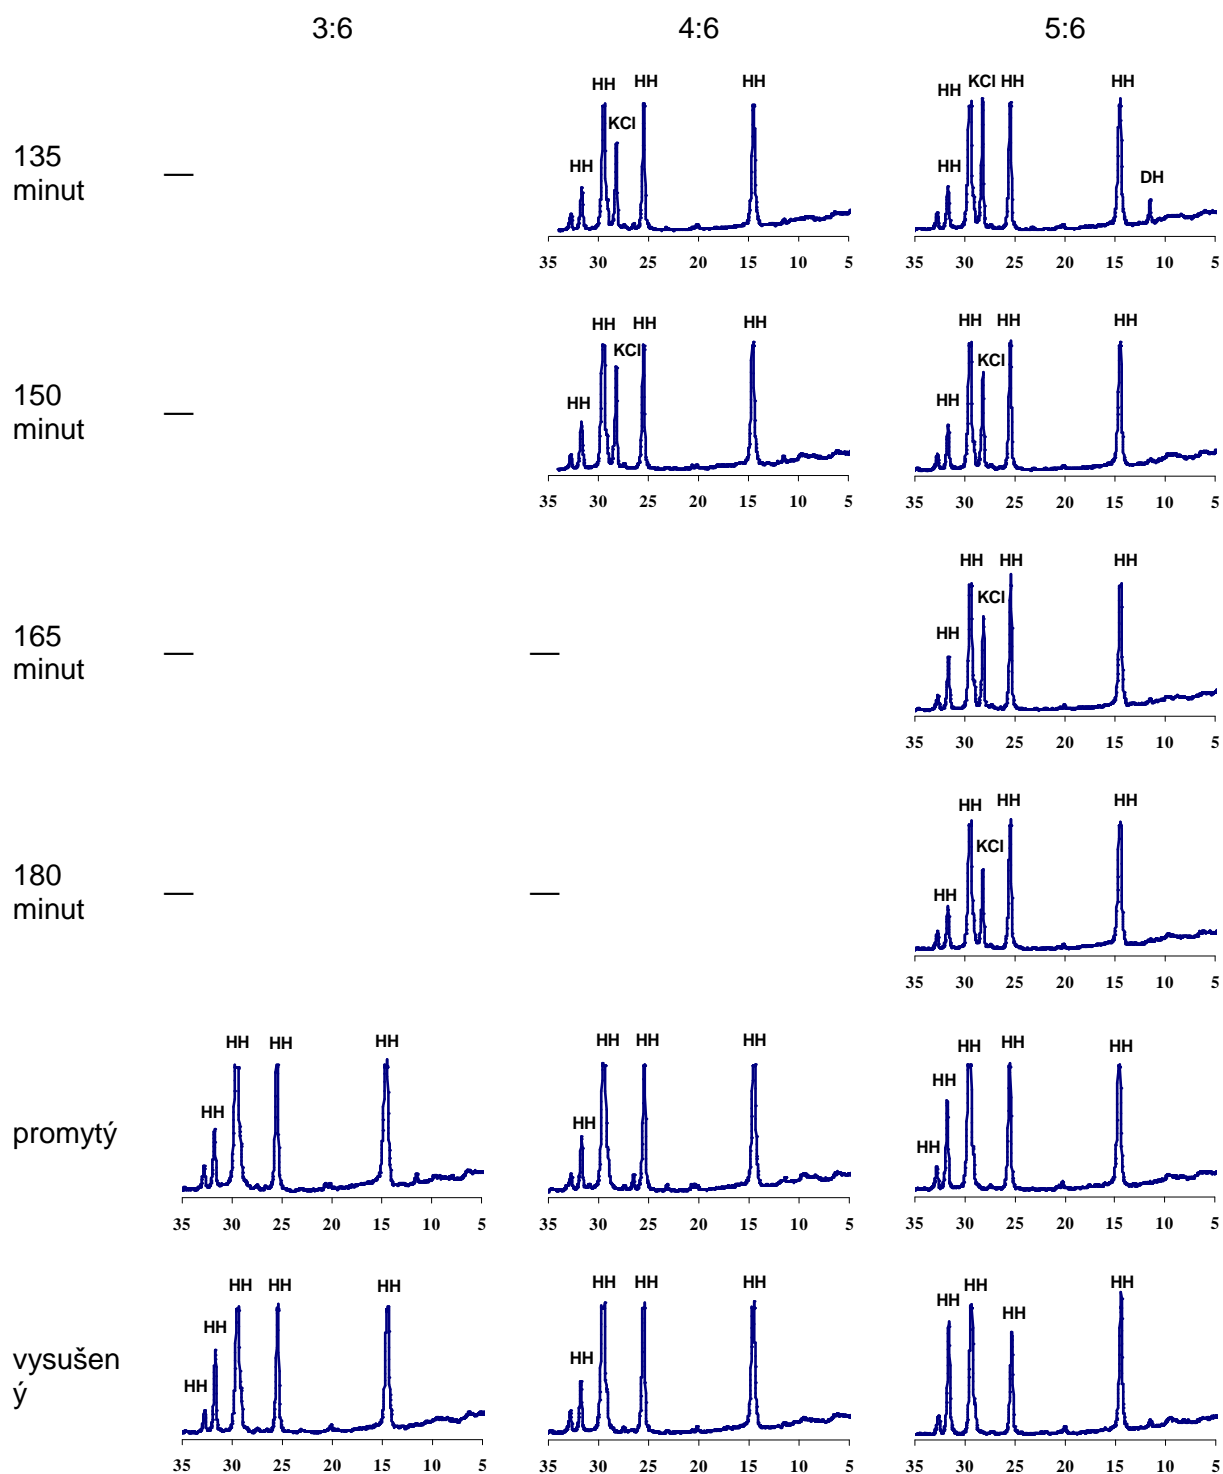 3:6 4:6 5:6
HH HH HH HH KCl HH HH
KCl
135
minut
— HH HH DH
35 30 25 20 15 10 5 35 30 25 20 15 10 5
HH HH HH HH HH HH
KCl KCl
150
minut
— HH HH
35 30 25 20 15 10 5 35 30 25 20 15 10 5
HH HH HH
KCl
165
minut
— — HH
35 30 25 20 15 10 5
HH HH HH
KCl
180
minut
— — HH
35 30 25 20 15 10 5
HH HH HH HH HH HH HH HH HH
HH HH HH
promytý
HH
35 30 25 20 15 10 5 35 30 25 20 15 10 5 35 30 25 20 15 10 5
HH HH HH HH HH HH HH HH
HH HH HH HH
vysušen
ý
HH
35 30 25 20 15 10 5 35 30 25 20 15 10 5 35 30 25 20 15 10 5